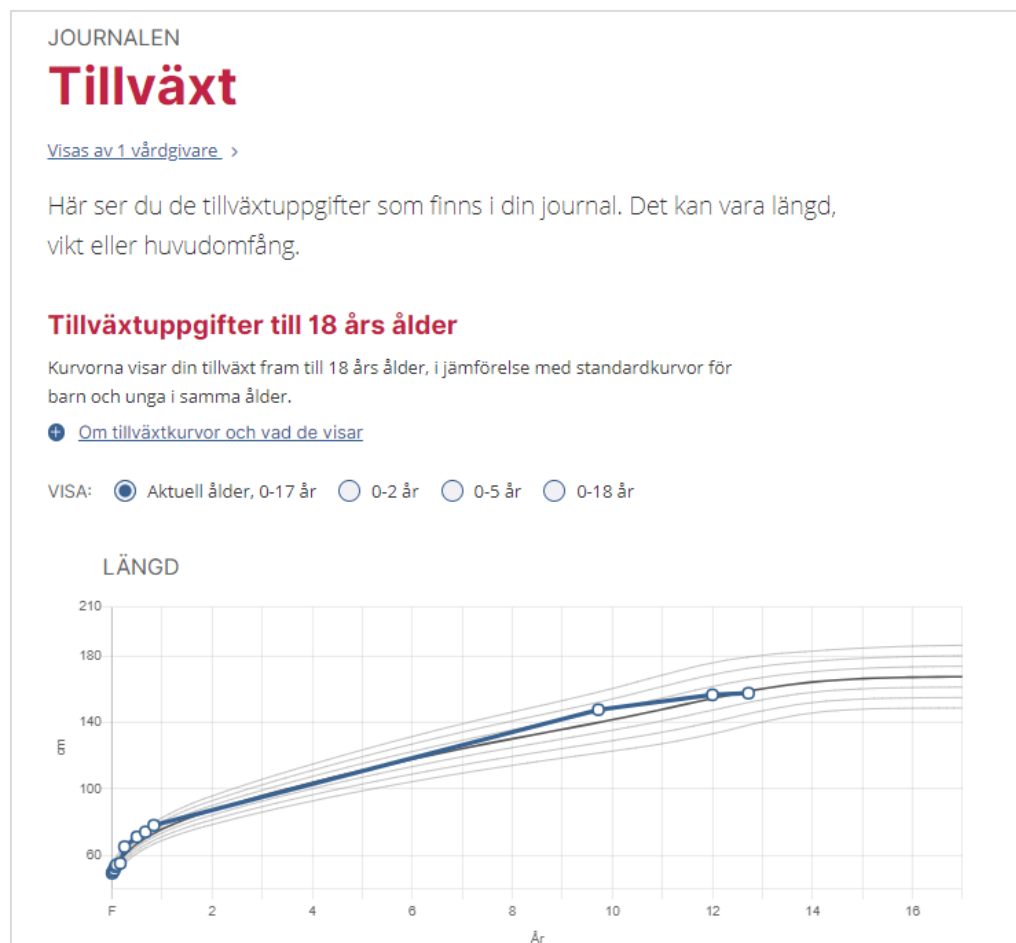 JOURNALEN
Tillväxt
Visas av 1 vårdgivare >
Här ser du de tillväxtuppgifter som finns i din journal. Det kan vara längd,
vikt eller huvudomfång.
Tillväxtuppgifter till 18 års ålder
Kurvorna visar din tillväxt fram till 18 års ålder, i jämförelse med standardkurvor för
barn och unga i samma ålder.
Om tillväxtkurvor och vad de visar
VISA: Aktuell ålder, 0-17 år 0-2 år 0-5 år 0-18 år
LÄNGD
210
180
140
100
60
cm
F 2 4 6 8 10 12 14 16
År